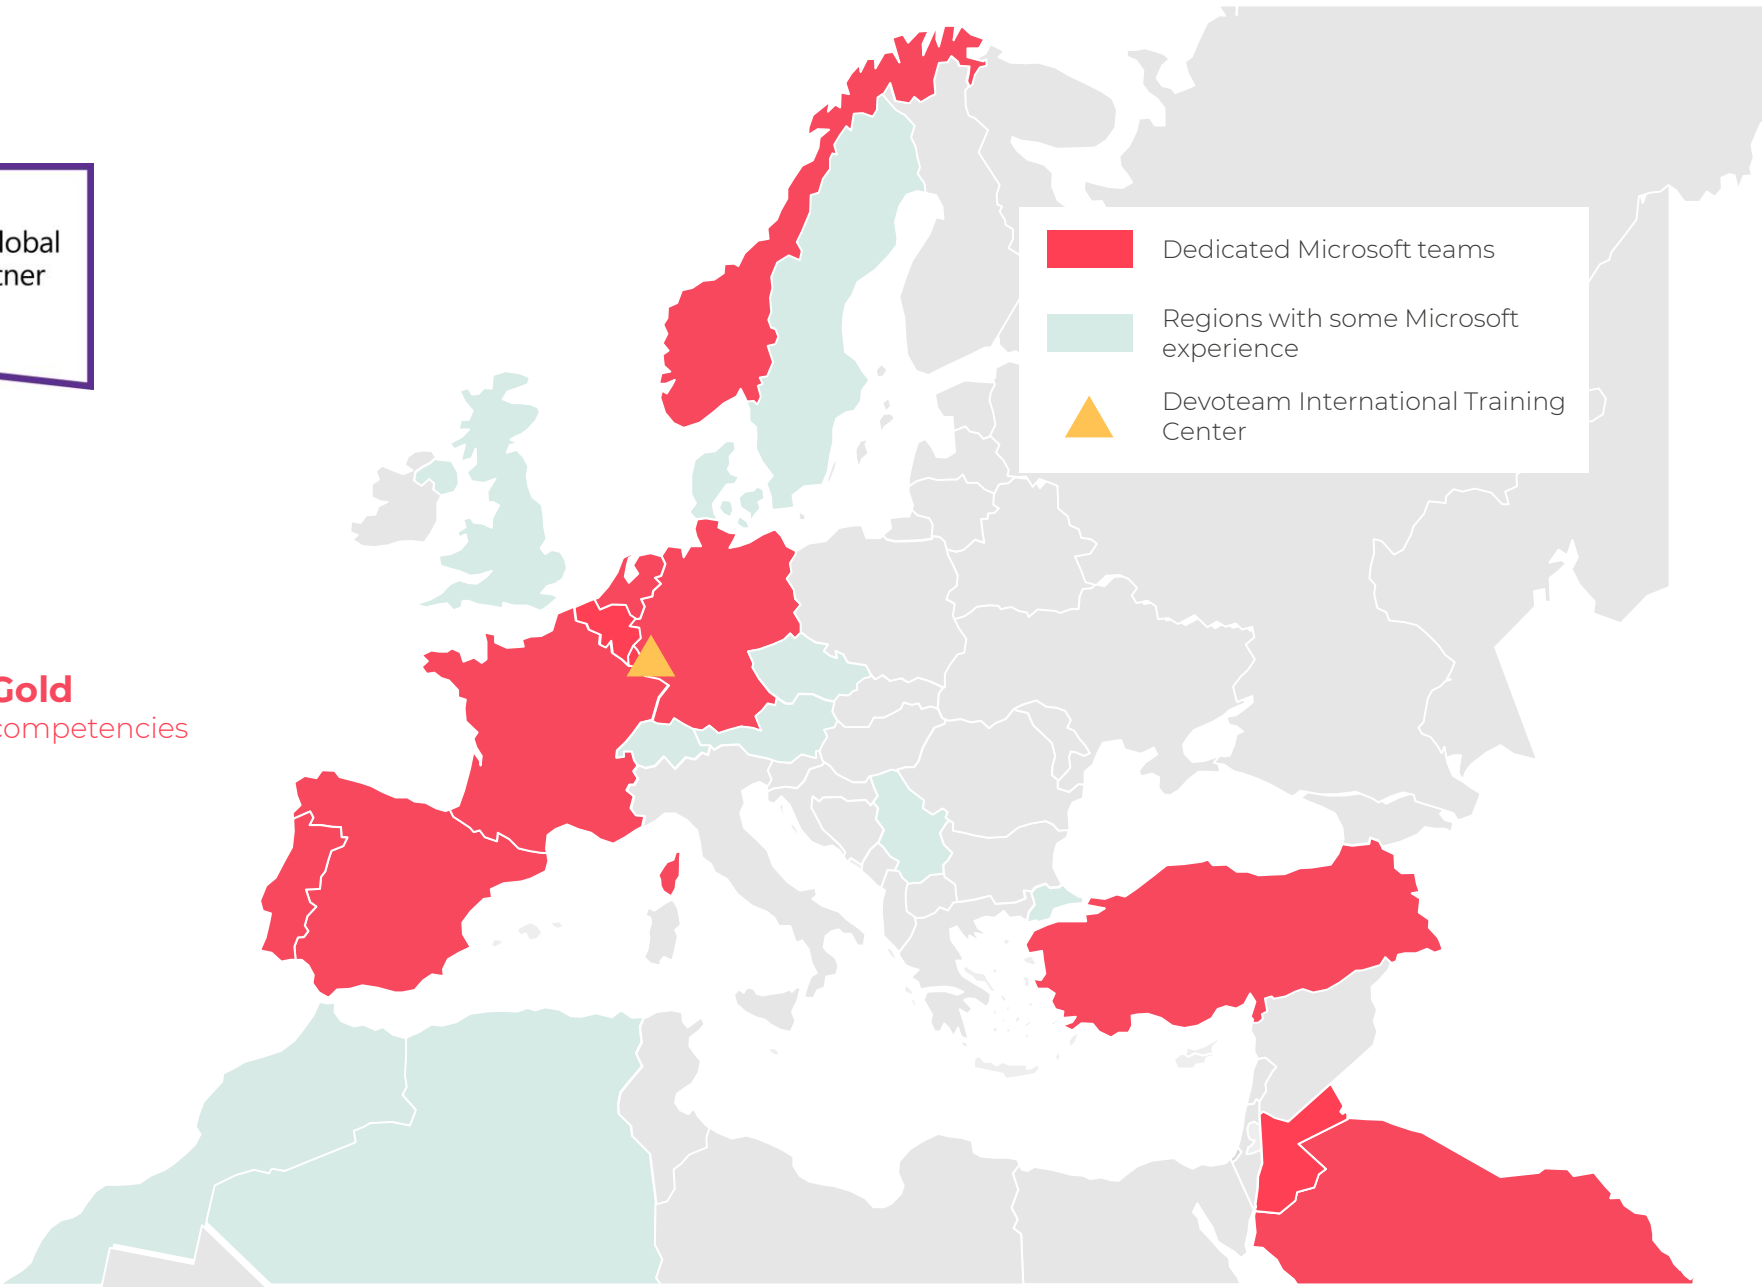 lobal
tner
Gold
competencies
Dedicated Microsoft teams
Regions with some Microsoft
experience
Devoteam International Training
Center